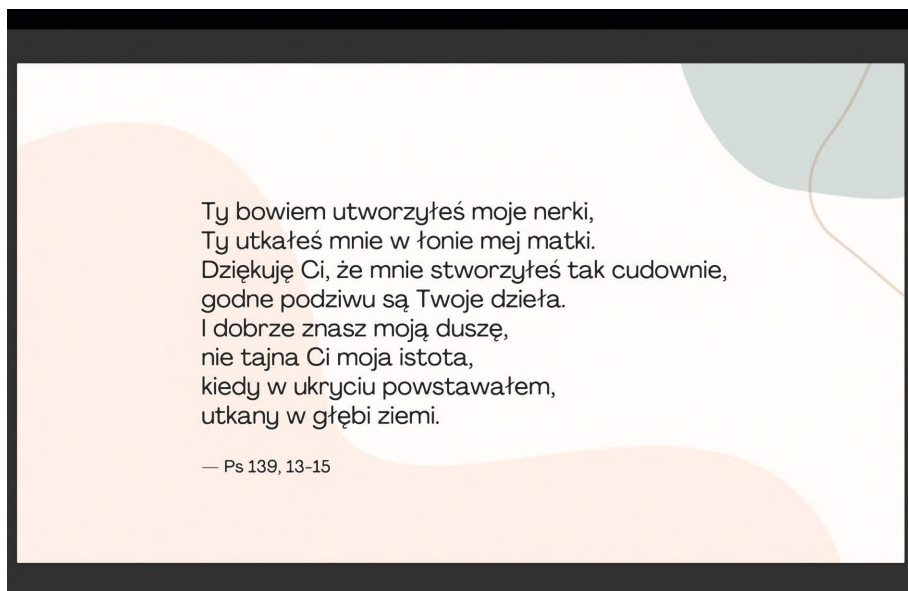 Ty bowiem utworzyłeś moje nerki,
Ty utkałeś mnie w łonie mej matki.
Dziękuję Ci, że mnie stworzyłeś tak cudownie,
godne podziwu są Twoje dzieła.
I dobrze znasz moją duszę,
nie tajna Ci moja istota,
kiedy w ukryciu powstawałem,
utkany w głębi ziemi.
— Ps 139, 13-15